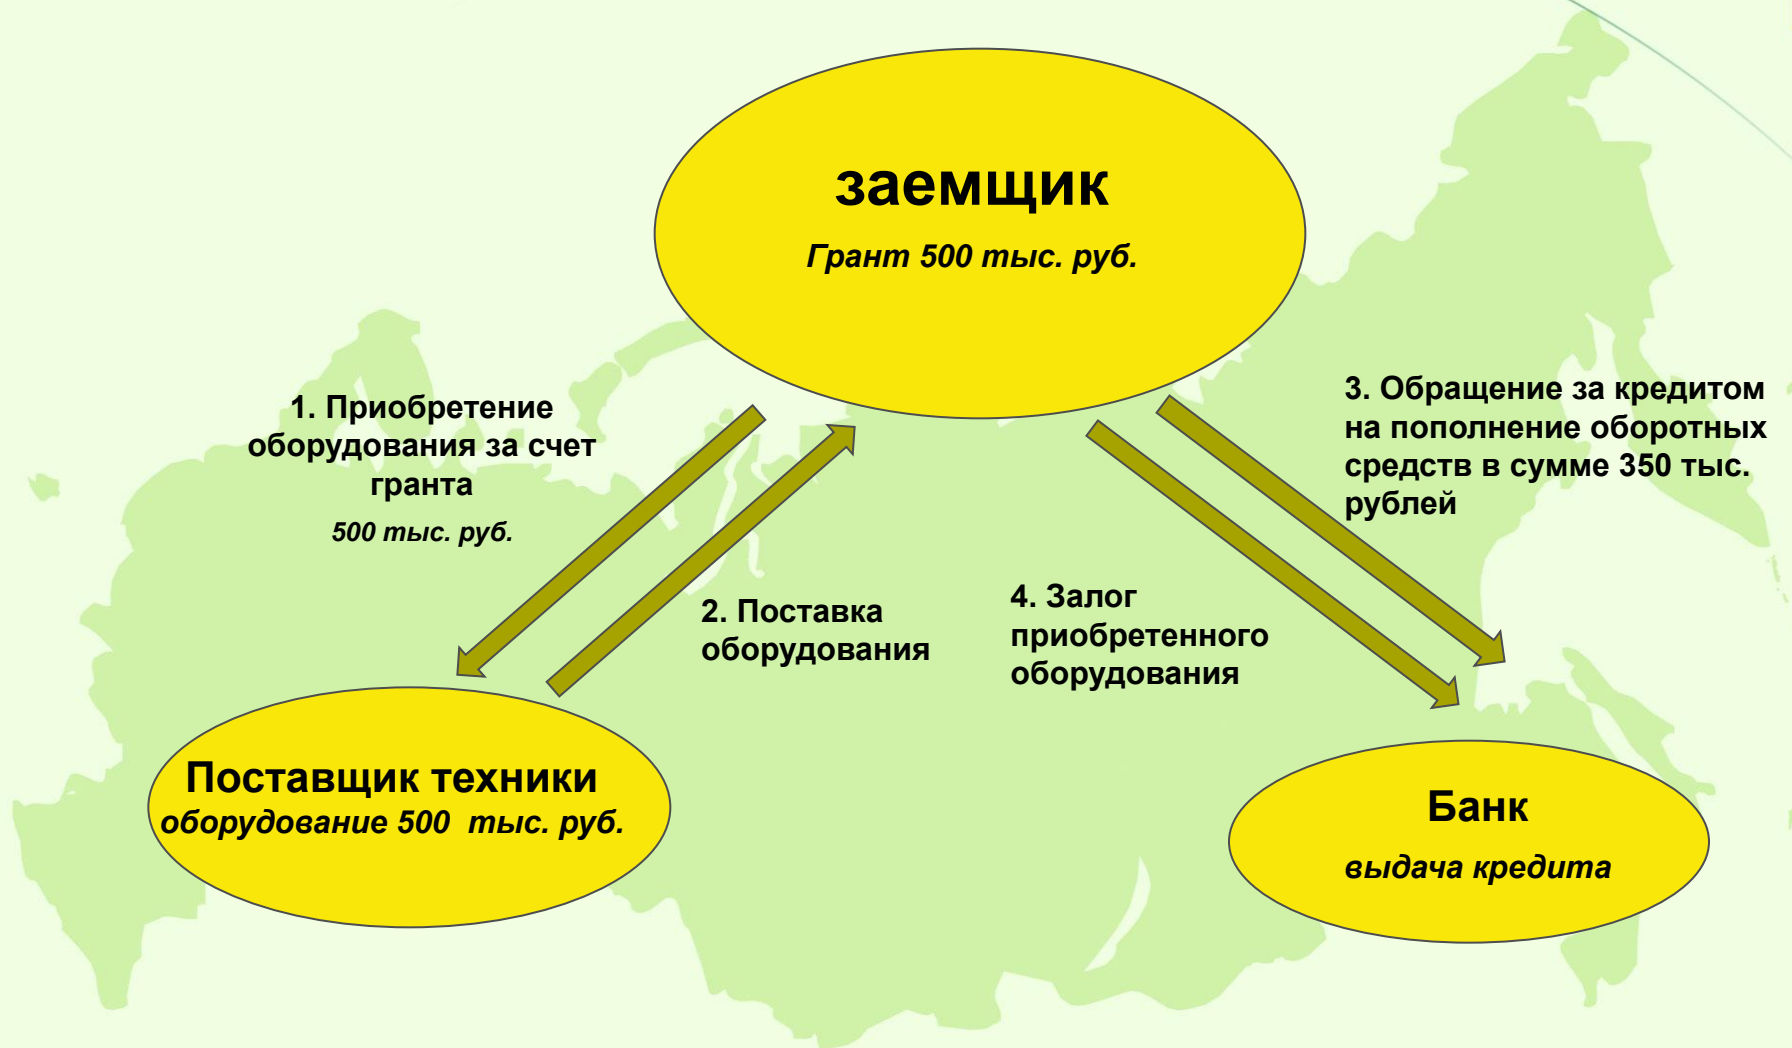 заемщик
Грант 500 тыс. руб.
1. Приобретение
оборудования за счет
гранта
500 тыс. руб.
2. Поставка
оборудования
3. Обращение за кредитом
на пополнение оборотных
средств в сумме 350 тыс.
рублей
4. Залог
приобретенного
оборудования
Поставщик техники
оборудование 500 тыс. руб.
Банк
выдача кредита